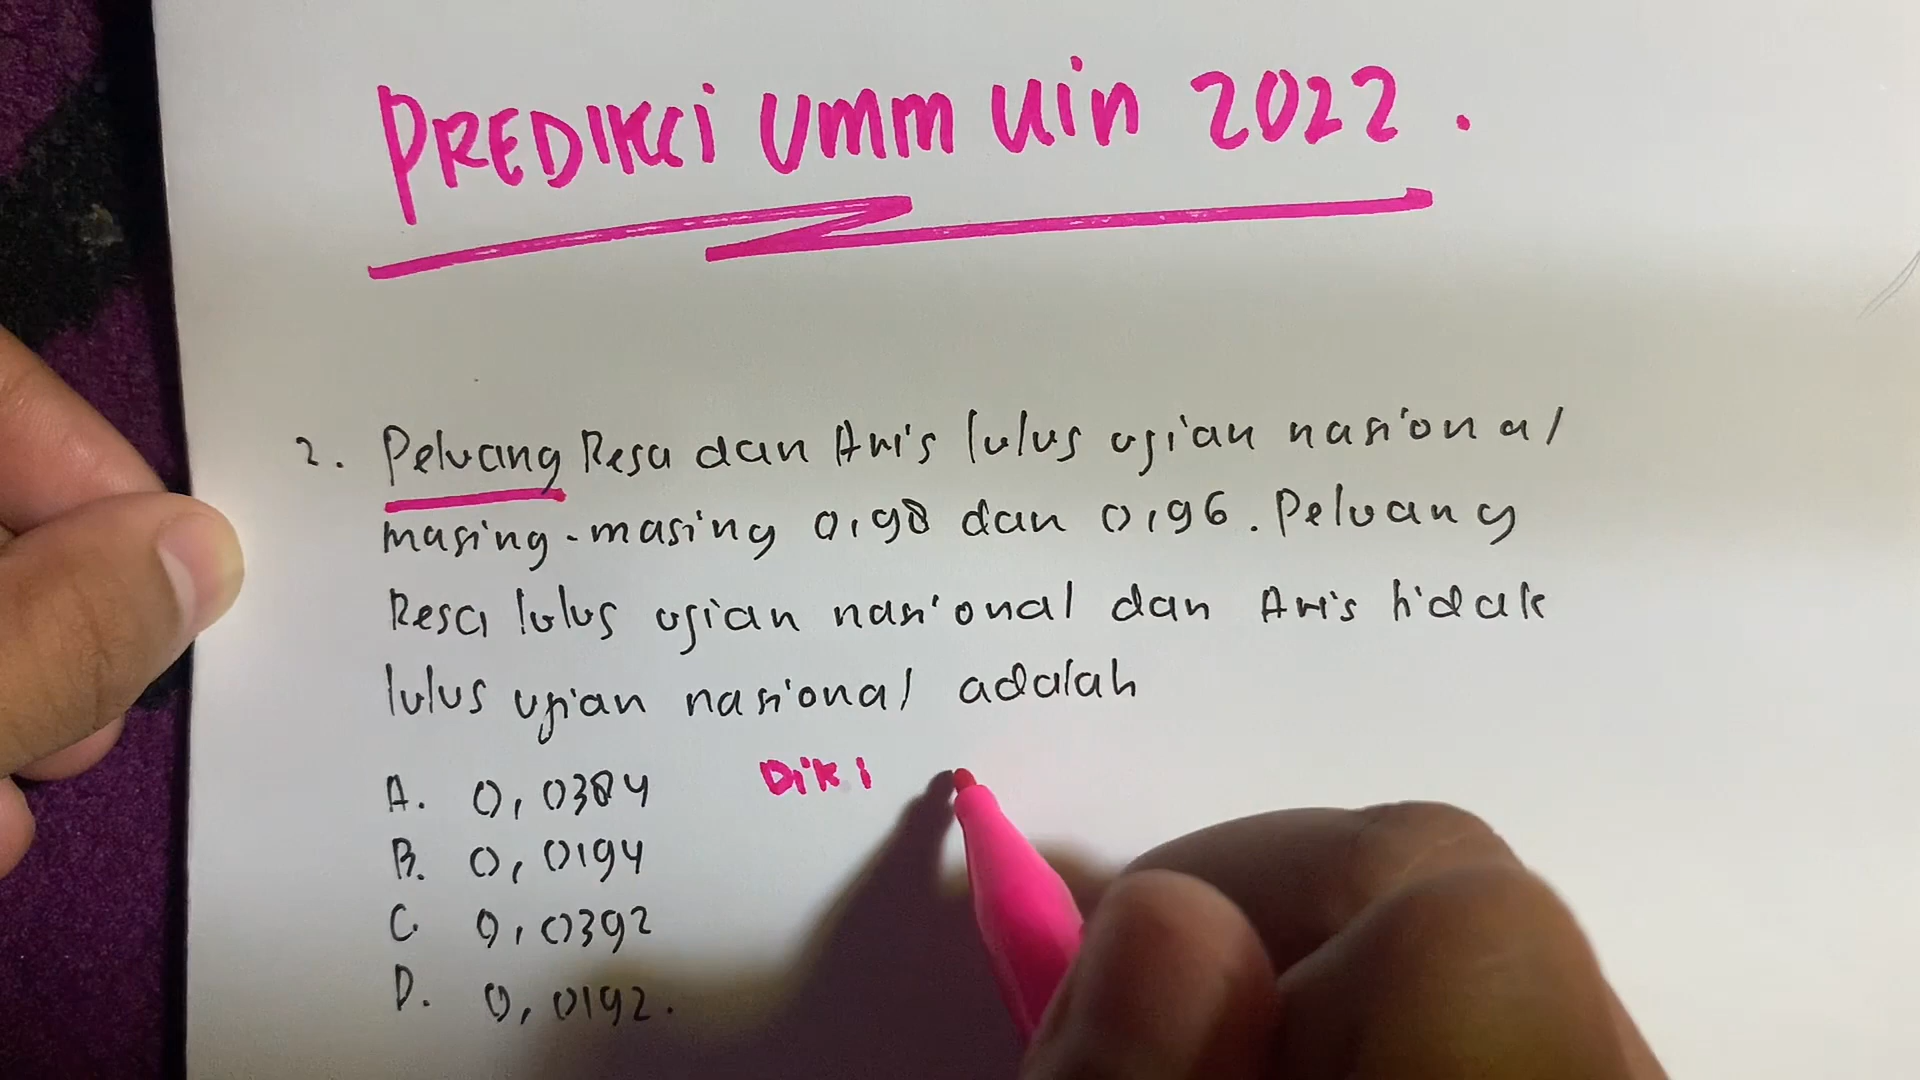 PREDIKSI UMM UIN 2022.
2. Peluang Resa dan Aris lulus ujian nasional
masing-masing 0,98 dan 0,96. Peluang
Resa lulus ujian nasional dan Aris tidak
lulus ujian nasional adalah
A. 0,0384 Diki
B. 0,0194
C. 0,0392
D. 0,0192.